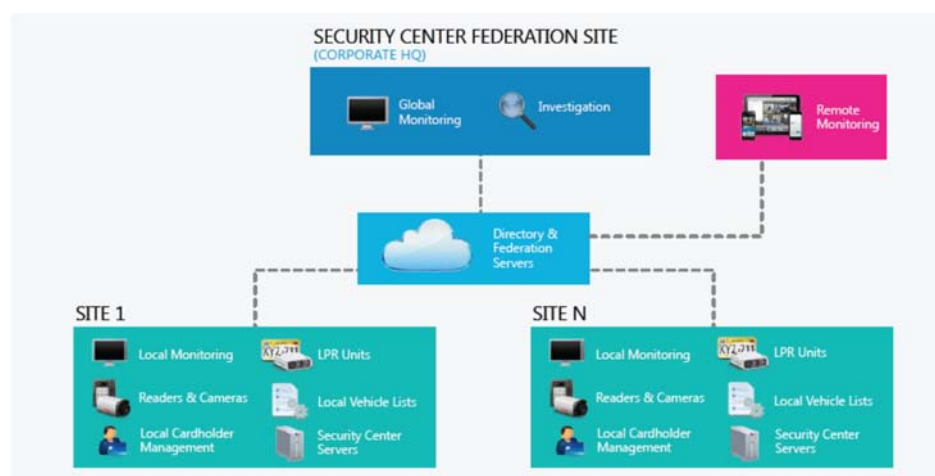 SECURITY CENTER FEDERATION SITE
(CORPORATE HQ)
Global
Monitoring
Investigation
Remote
Monitoring
Directory &
Federation
Servers
SITE 1
Local Monitoring
LPR Units
Readers & Cameras
Local Vehicle Lists
Local Cardholder
Management
Security Center
Servers
SITE N
Local Monitoring
LPR Units
Readers & Cameras
Local Vehicle Lists
Local Cardholder
Management
Security Center
Servers